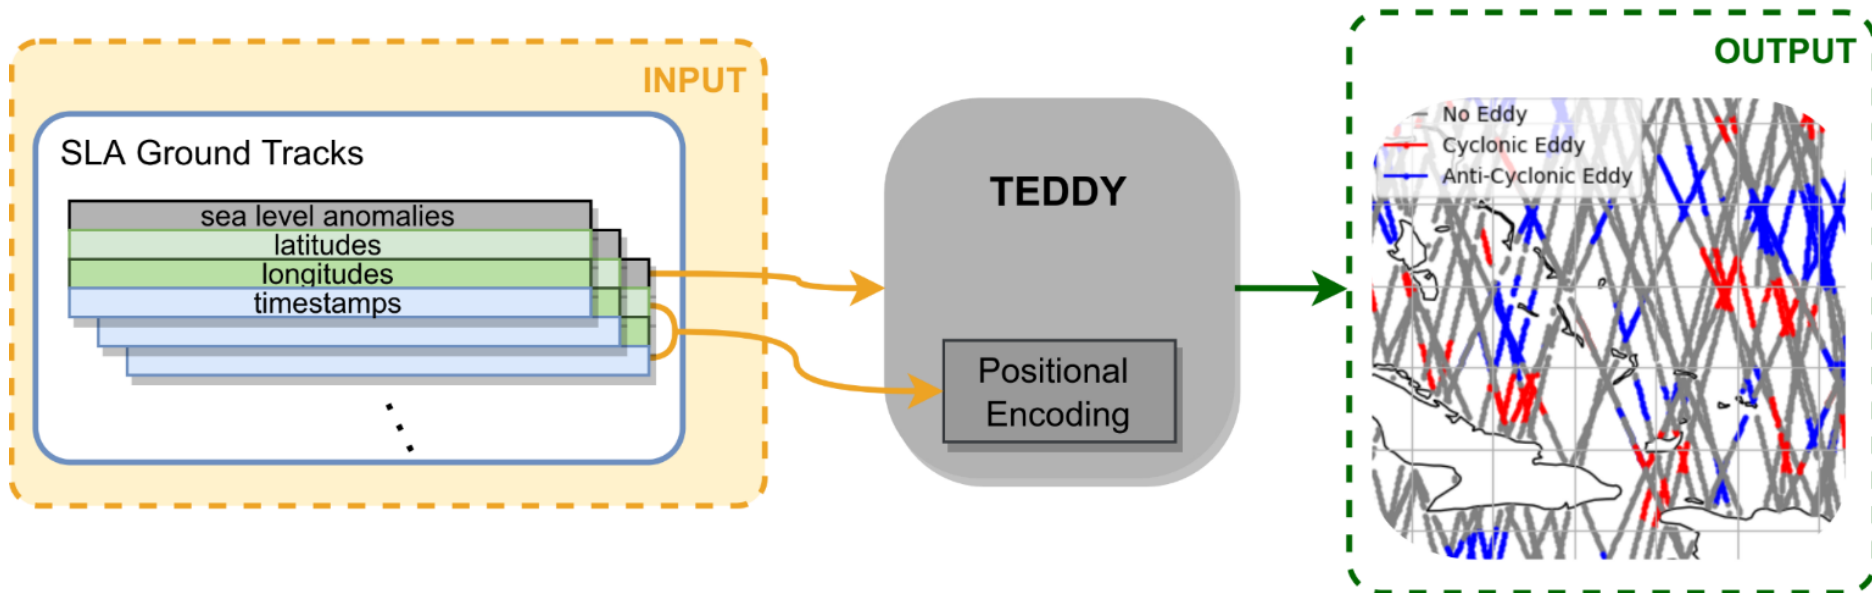 INPUT
SLA Ground Tracks
sea level anomalies
latitudes
longitudes
timestamps
TEDDY
Positional
Encoding
OUTPUT
No Eddy
Cyclonic Eddy
Anti-Cyclonic Eddy